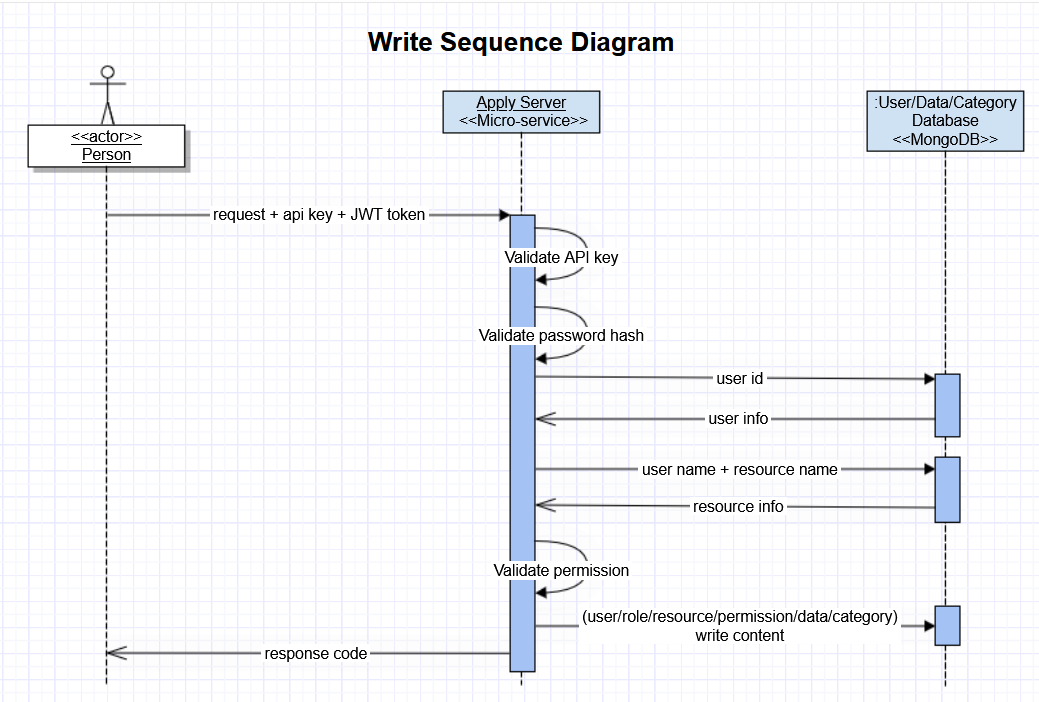 Write Sequence Diagram
<<actor>>
Person
Apply Server
<<Micro-service>>
:User/Data/Category
Database
<<MongoDB>>
request + api key + JWT token
Validate API key
Validate password hash
user id
user info
user name + resource name
resource info
Validate permission
(user/role/resource/permission/data/category)
write content
response code